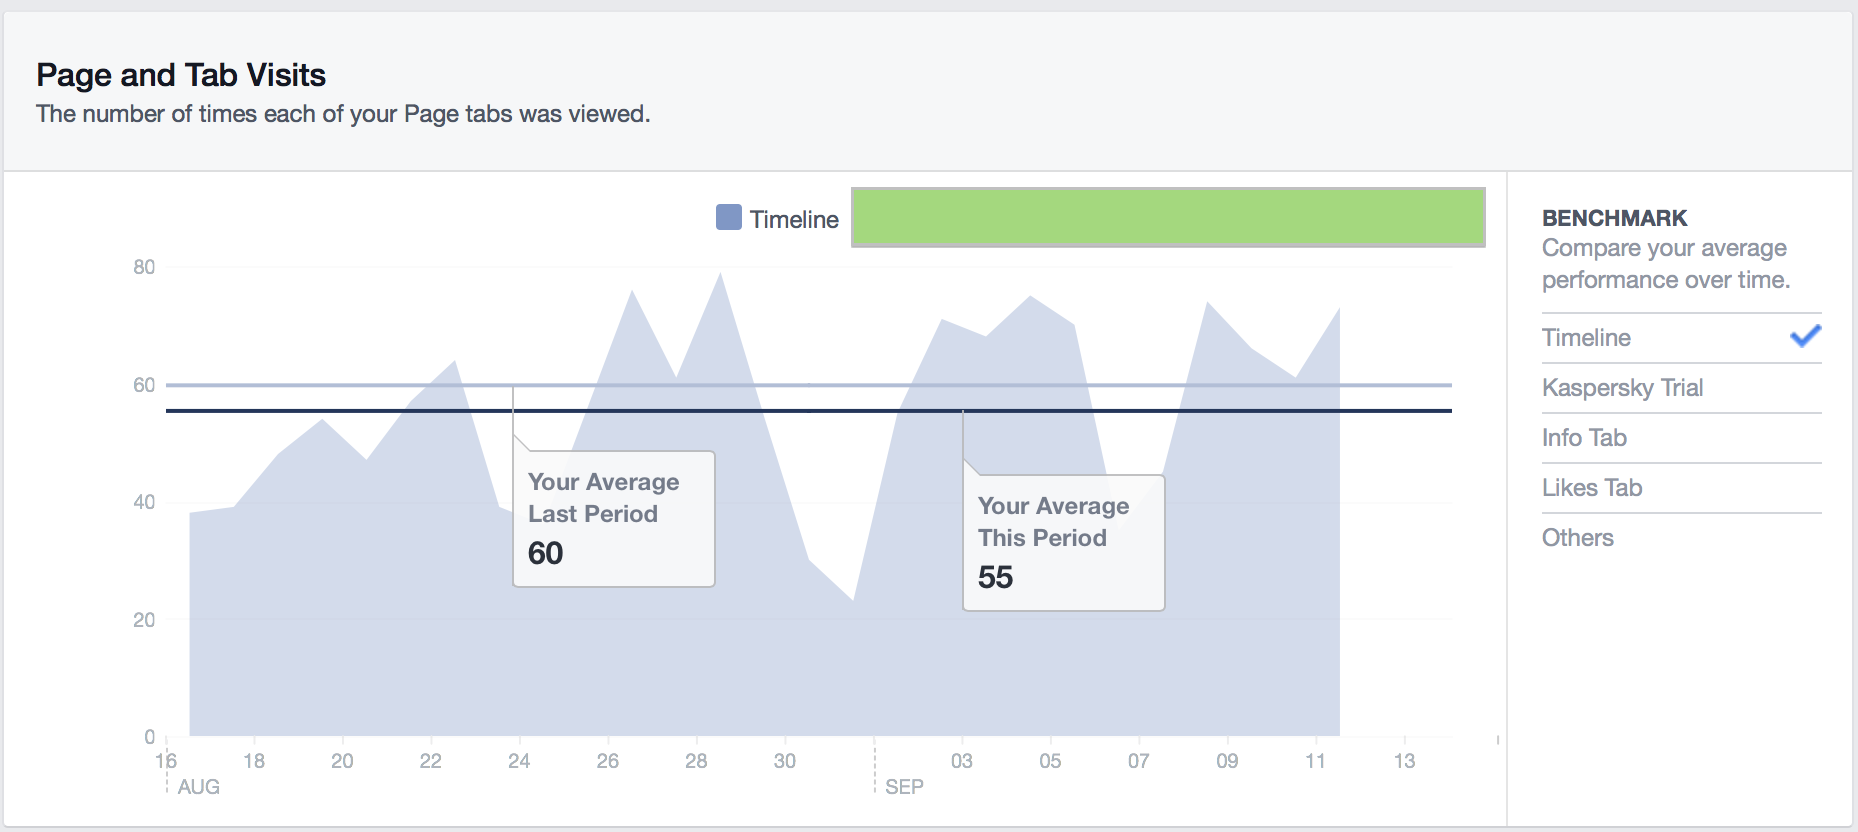 Page and Tab Visits
The number of times each of your Page tabs was viewed.
Timeline
80
60
40
20
0
Your Average
Last Period
60
Your Average
This Period
55
16 18 20 22 24 26 28 30 03 05 07 09 11 13
AUG SEP
BENCHMARK
Compare your average
performance over time.
Timeline
Kaspersky Trial
Info Tab
Likes Tab
Others